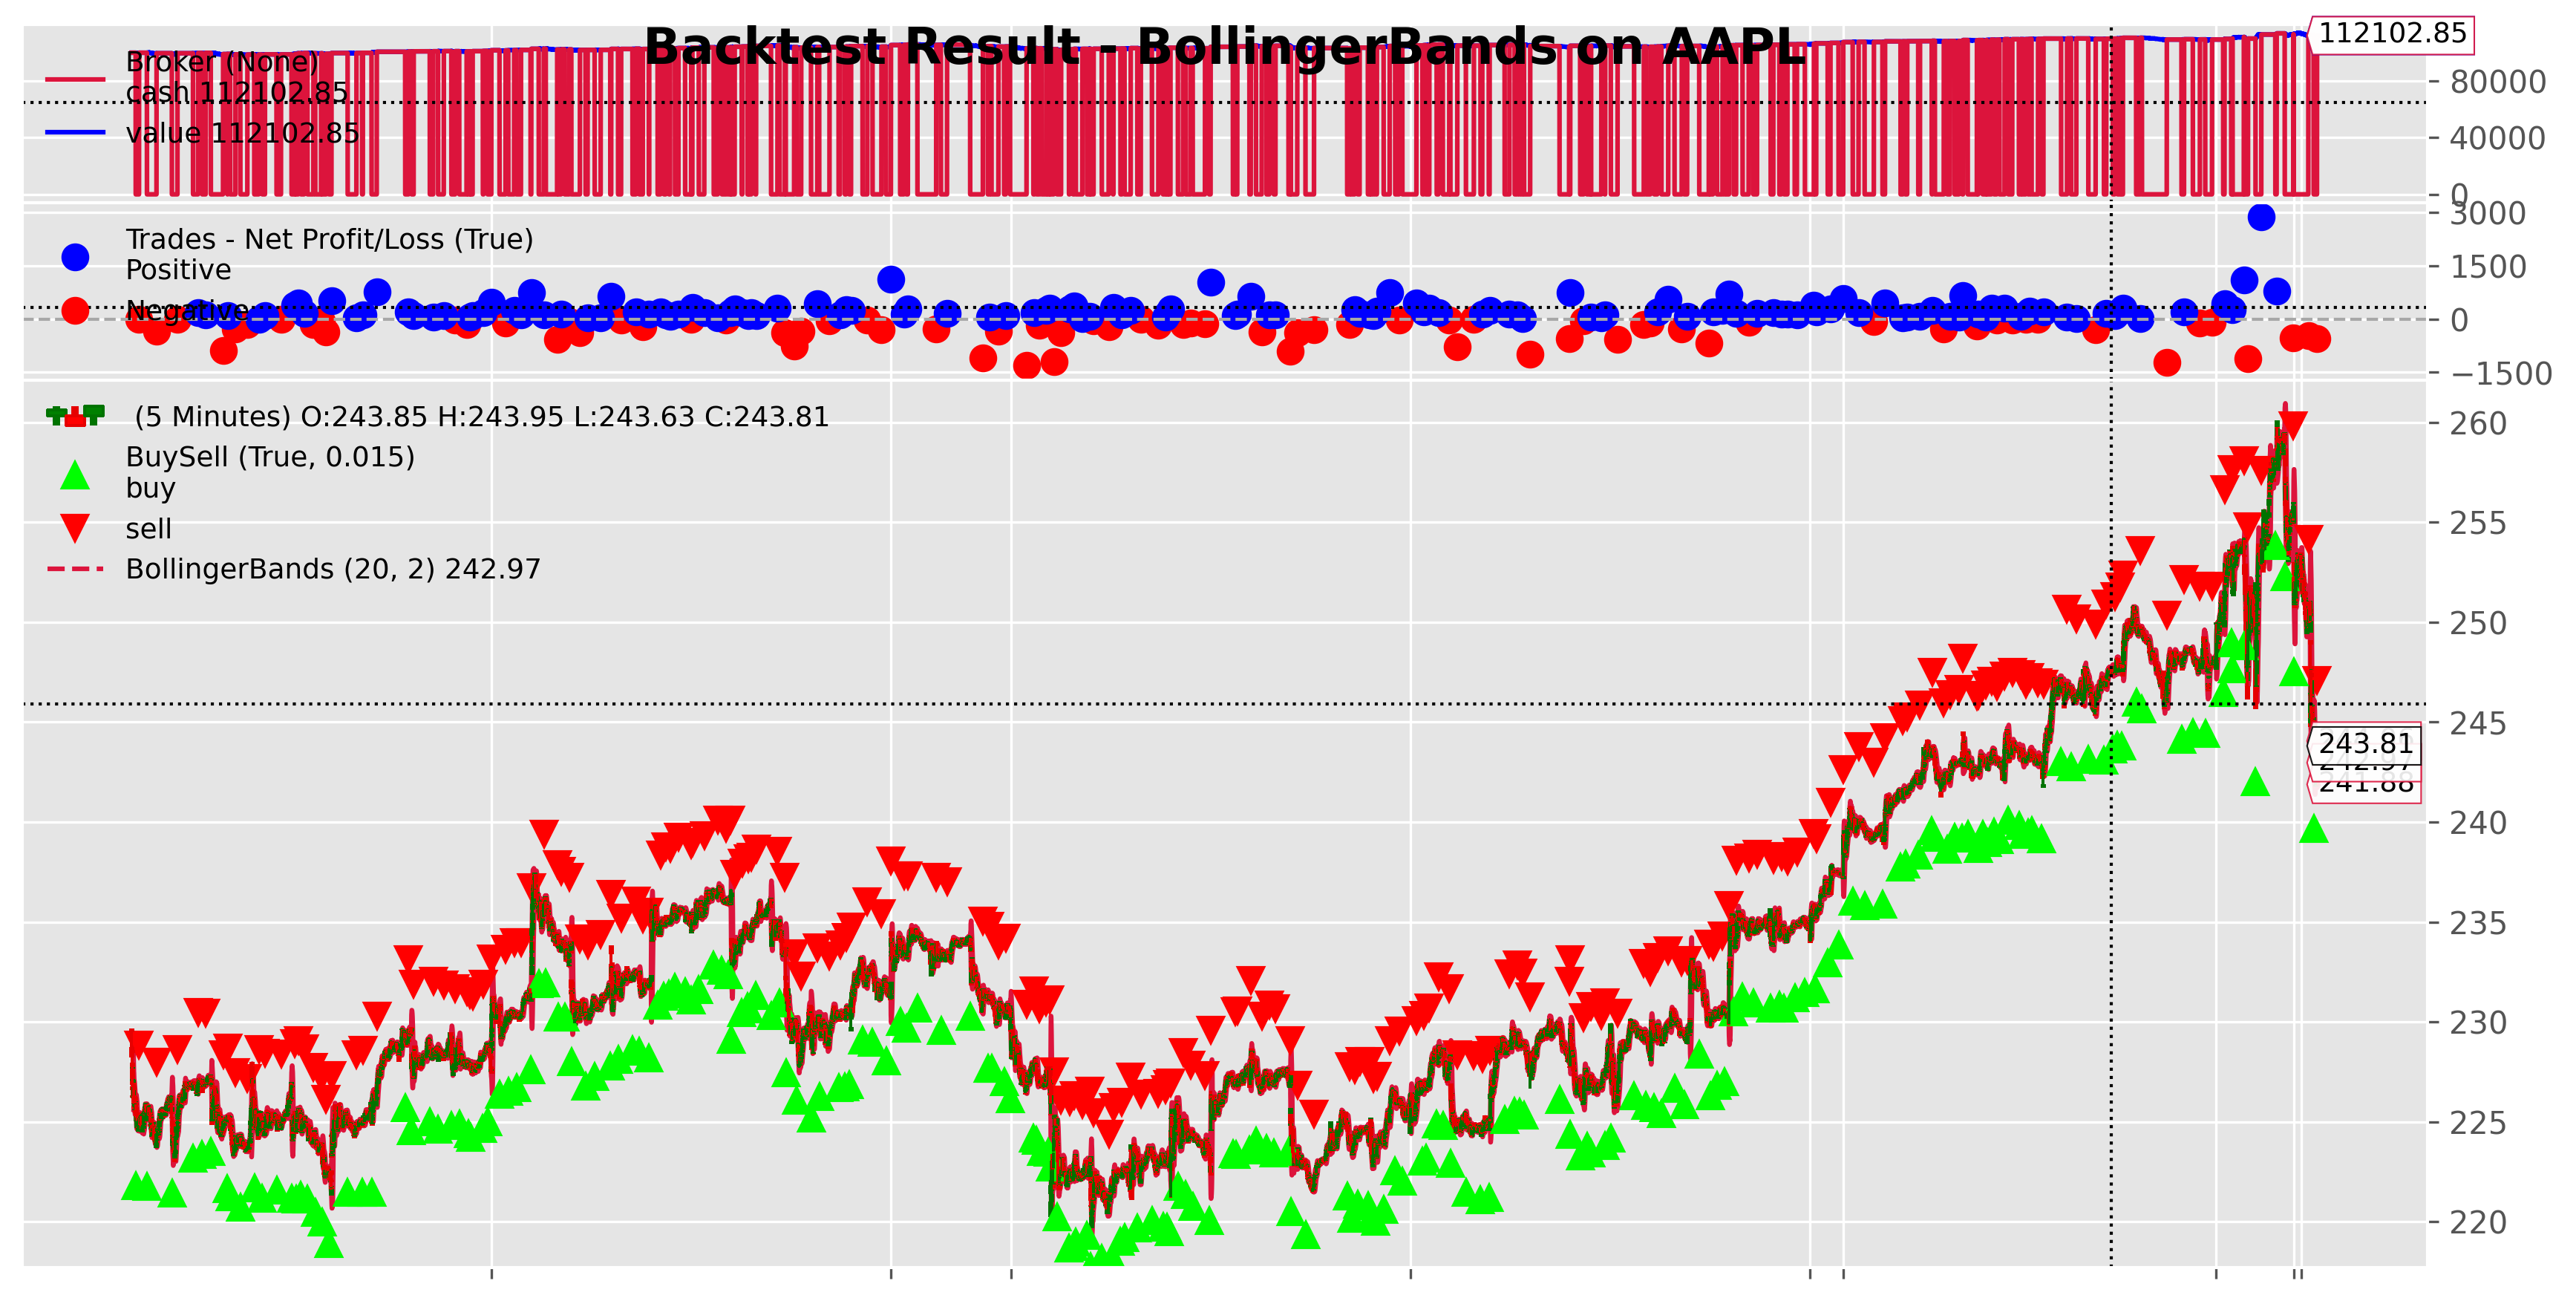 Backtest Result - BollingerBands on AAPL
112102.85
Broker (None)
cash 112102.85
value 112102.85
80000
40000
0
Trades - Net Profit/Loss (True)
Positive
Negative
3000
1500
0
−1500
(5 Minutes) O:243.85 H:243.95 L:243.63 C:243.81
BuySell (True, 0.015)
buy
sell
BollingerBands (20, 2) 242.97
260
255
250
245
243.81
242.97
241.88
240
235
230
225
220